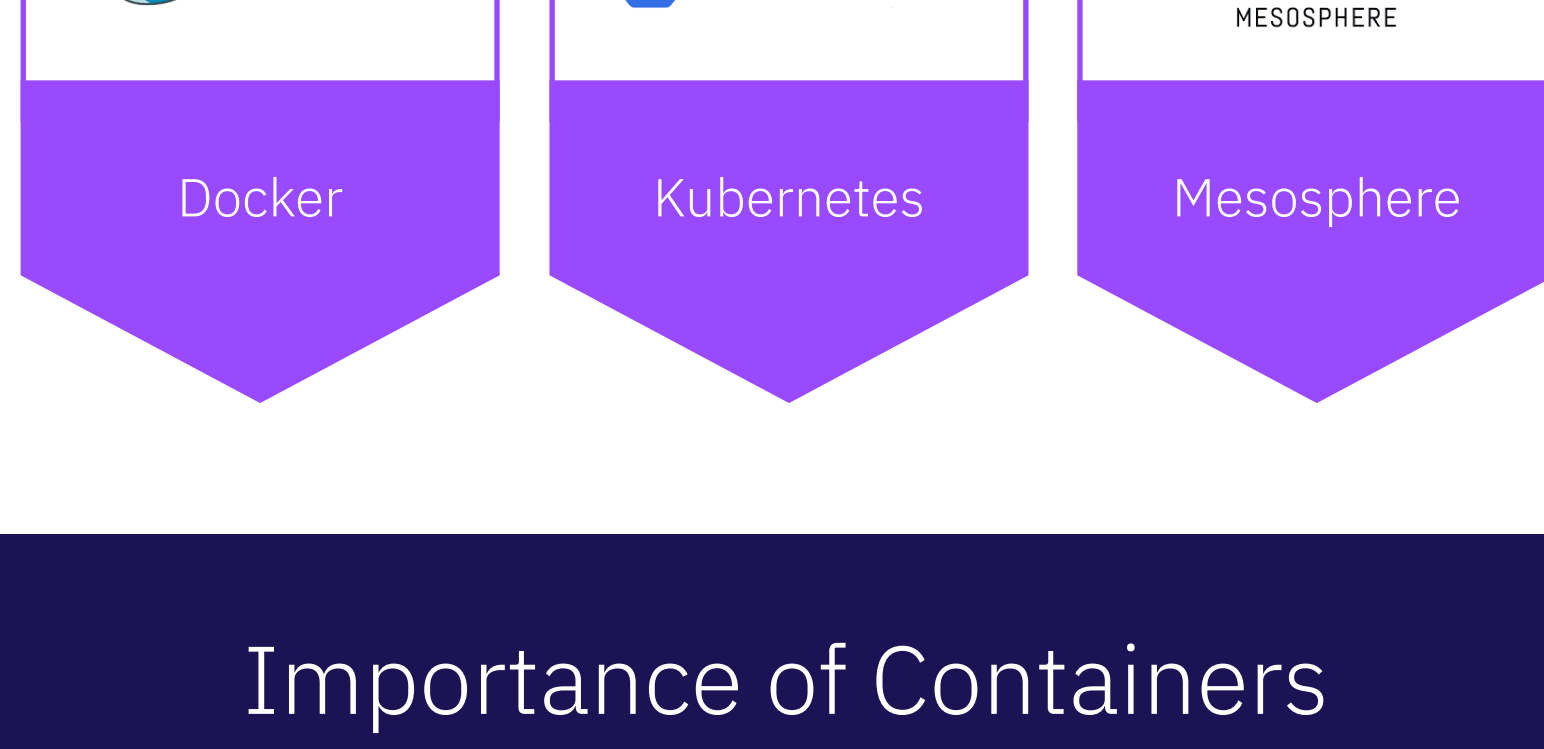 MESOSPHERE
Docker
Kubernetes
Mesosphere
Importance of Containers